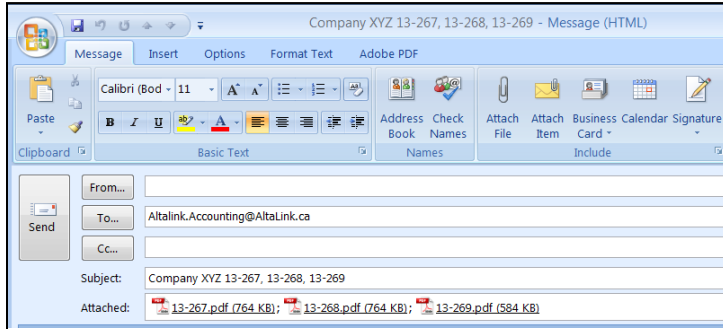 Company XYZ 13-267, 13-268, 13-269 - Message (HTML)
Message Insert Options Format Text Adobe PDF
Calibri (Bod 11
Paste
B I U
Address Book
Check Names
Attach File
Attach Item
Business Card
Calendar
Signature
Clipboard Basic Text Names Include
Send
From...
To... Altalink.Accounting@AltaLink.ca
Cc...
Subject: Company XYZ 13-267, 13-268, 13-269
Attached: 13-267.pdf (764 KB); 13-268.pdf (764 KB); 13-269.pdf (584 KB)